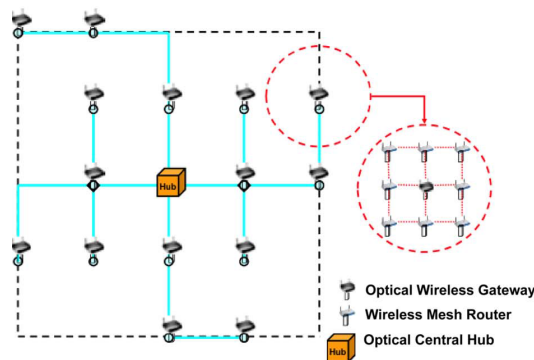 Hub
Optical Wireless Gateway
Wireless Mesh Router
Hub
Optical Central Hub